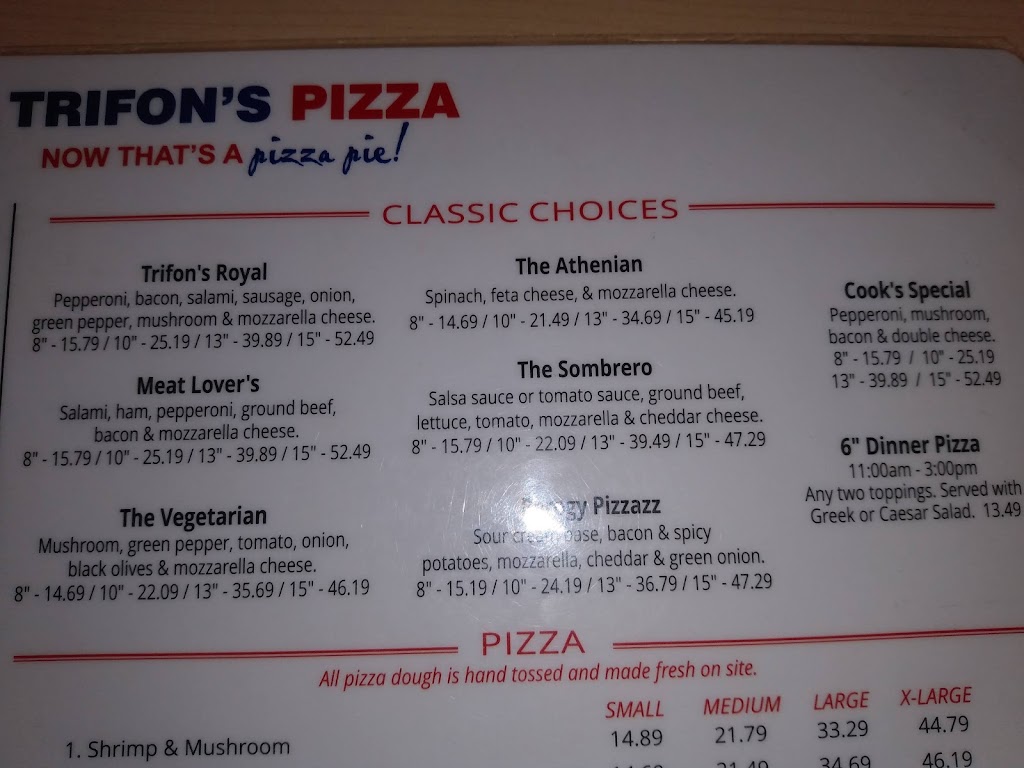 TRIFON'S PIZZA
NOW THAT'S A pizza pie!
CLASSIC CHOICES
Trifon's Royal
Pepperoni, bacon, salami, sausage, onion,
green pepper, mushroom & mozzarella cheese.
8" - 15.79 / 10" - 25.19 / 13" - 39.89 / 15" - 52.49
Meat Lover's
Salami, ham, pepperoni, ground beef,
bacon & mozzarella cheese.
8" - 15.79 / 10" - 25.19 / 13" - 39.89 / 15" - 52.49
The Vegetarian
Mushroom, green pepper, tomato, onion,
black olives & mozzarella cheese.
8" - 14.69 / 10" - 22.09 / 13" - 35.69 / 15" - 46.19
The Athenian
Spinach, feta cheese, & mozzarella cheese.
8" - 14.69 / 10" - 21.49 / 13" - 34.69 / 15" - 45.19
The Sombrero
Salsa sauce or tomato sauce, ground beef,
lettuce, tomato, mozzarella & cheddar cheese.
8" - 15.79 / 10" - 22.09 / 13" - 39.49 / 15" - 47.29
Pizzazz
Sour cream base, bacon & spicy
potatoes, mozzarella, cheddar & green onion.
8" - 15.19 / 10" - 24.19 / 13" - 36.79 / 15" - 47.29
Cook's Special
Pepperoni, mushroom,
bacon & double cheese.
8" - 15.79 / 10" - 25.19
13" - 39.89 / 15" - 52.49
6" Dinner Pizza
11:00am - 3:00pm
Any two toppings. Served with
Greek or Caesar Salad. 13.49
PIZZA
All pizza dough is hand tossed and made fresh on site.
SMALL MEDIUM LARGE X-LARGE
1. Shrimp & Mushroom 14.89 21.79 33.29 44.79
34.69 46.19